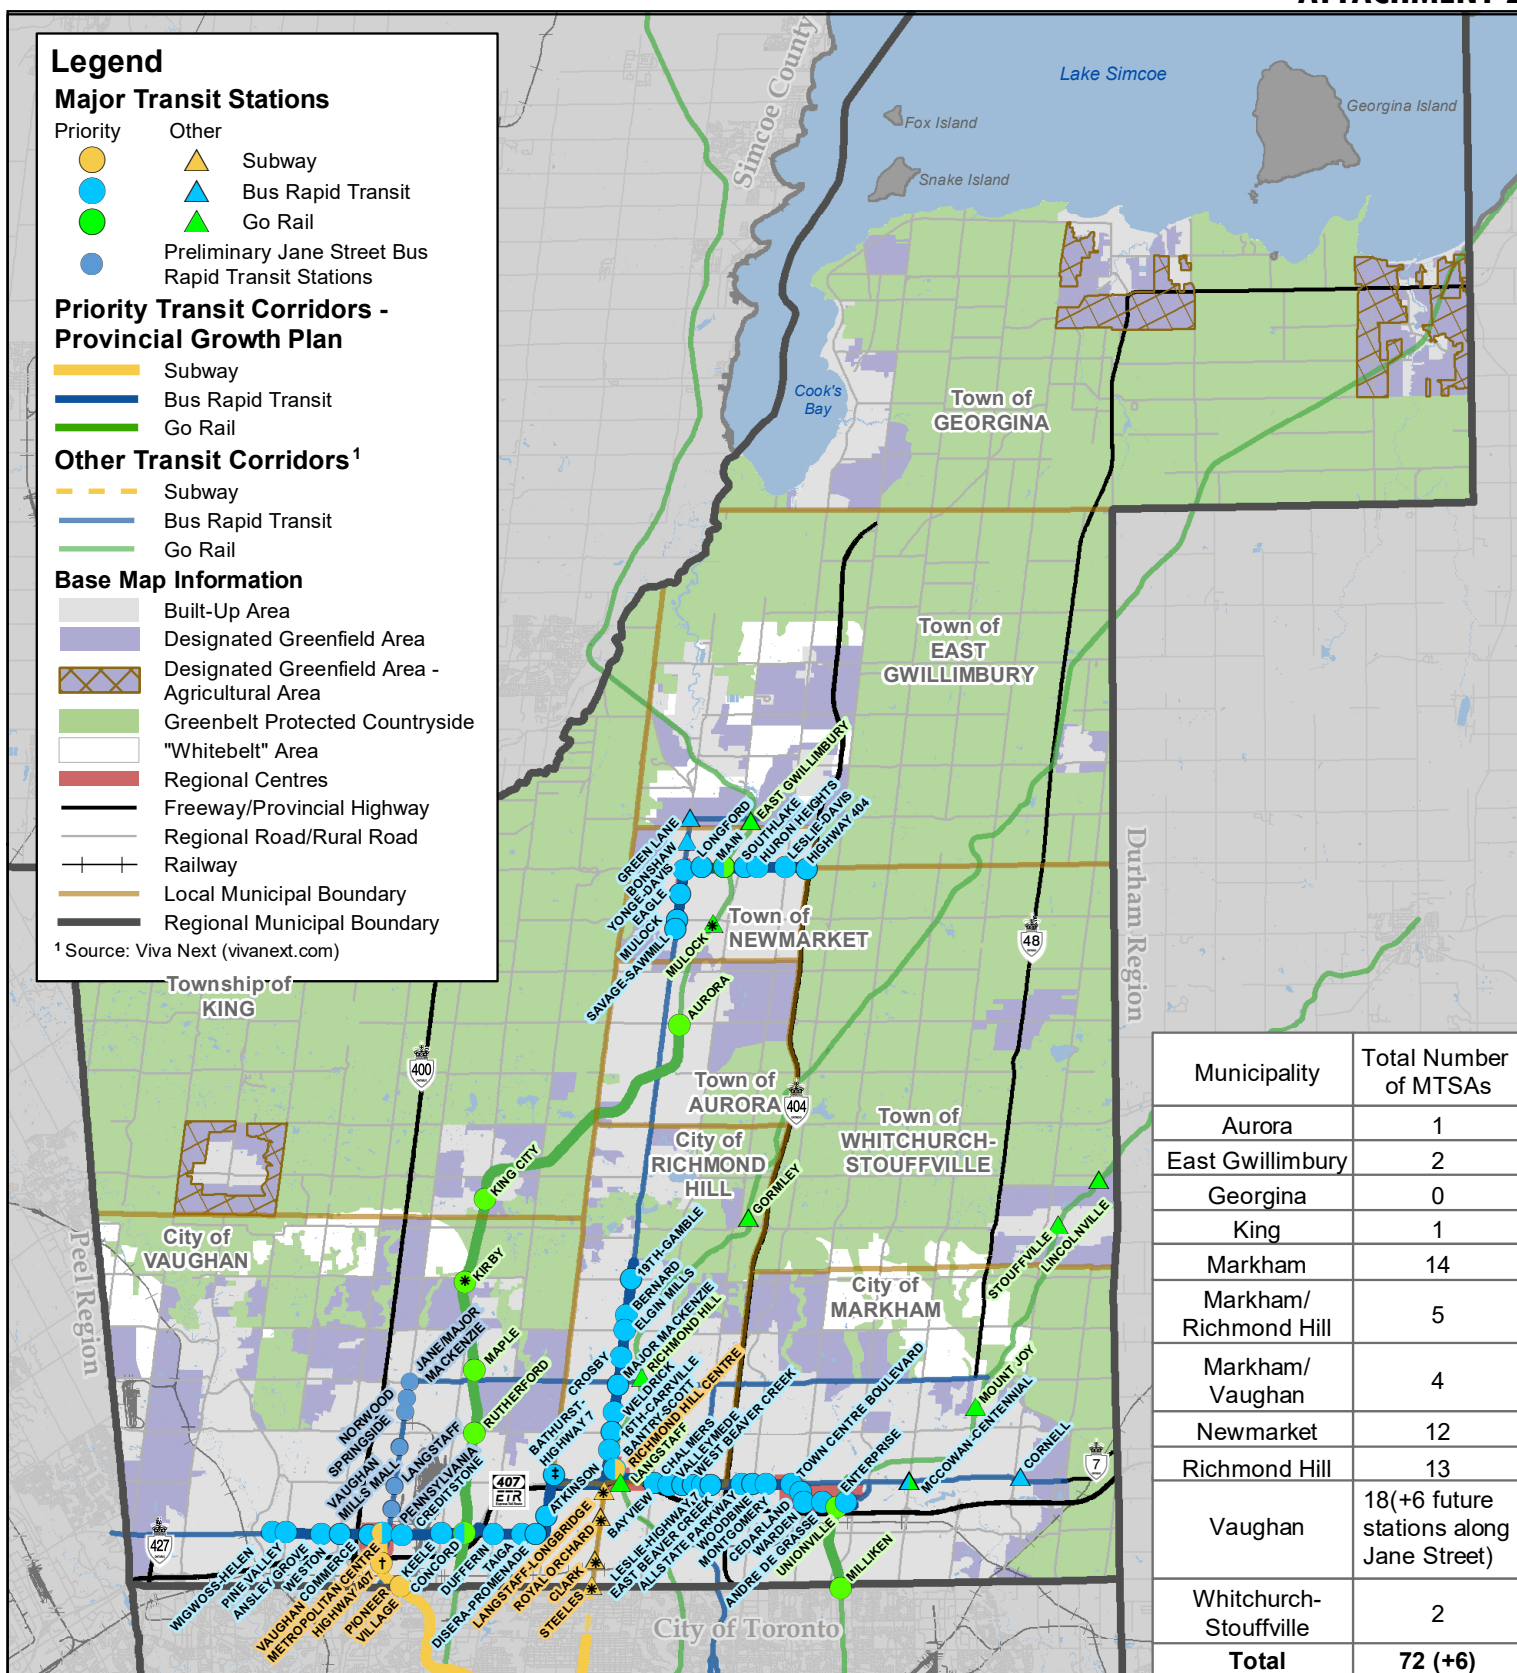 ATTACHMENT 2
Legend
Major Transit Stations
Priority Other
Subway
Bus Rapid Transit
Go Rail
Preliminary Jane Street Bus
Rapid Transit Stations
Priority Transit Corridors -
Provincial Growth Plan
Subway
Bus Rapid Transit
Go Rail
Other Transit Corridors 1
Subway
Bus Rapid Transit
Go Rail
Base Map Information
Built-Up Area
Designated Greenfield Area
Designated Greenfield Area -
Agricultural Area
Greenbelt Protected Countryside
"Whitebelt" Area
Regional Centres
Freeway/Provincial Highway
Regional Road/Rural Road
Railway
Local Municipal Boundary
Regional Municipal Boundary
1 Source: Viva Next (vivanext.com)
Simcoe County
Lake Simcoe
Georgina Island
Fox Island
Snake Island
Cook's
Bay
Town of
GEORGINA
Town of
EAST
GWILLIMBURY
Durham Region
EAST GWILLIMBURY
GREEN LANE
BONSHAW
YONGE-DAVIS
EAGLE
MULOCK
SAVAGE-SAWMILL
LONGFORD
MAIN
SOUTHLAKE
HURON HEIGHTS
LESLIE-DAVIS
HIGHWAY 404
MULOCK
Town of
NEWMARKET
48
AURORA
Township of
KING
400
Town of
AURORA
404
Town of
WHITCHURCH-
STOUFFVILLE
City of
RICHMOND
HILL
GORMLEY
KING CITY
City of
VAUGHAN
Peel Region
KIRBY
STOUFFVILLE
LINCOLNVILLE
City of
MARKHAM
19TH-GAMBLE
BERNARD
ELGIN MILLS
CROSBY
MAJOR MACKENZIE
RICHMOND HILL
WELDRICK
16TH-CARRVILLE
BANTRY-SCOTT
RICHMOND HILL CENTRE
LANGSTAFF
JANE/MAJOR
MACKENZIE
MAPLE
RUTHERFORD
NORWOOD
SPRINGSIDE
VAUGHAN
MILLS MALL
LANGSTAFF
PENNSYLVANIA
CREDITSTONE
BATHURST-
HIGHWAY 7
ATKINSON
407
ETR
427
7
MOUNT JOY
MCCOWAN-CENTENNIAL
CORNELL
TOWN CENTRE BOULEVARD
ENTERPRISE
CHALMERS
VALLEYMEDE
WEST BEAVER CREEK
BAYVIEW
LESLIE-HIGHWAY 7
EAST BEAVER CREEK
ALLSTATE PARKWAY
WOODBINE
MONTGOMERY
CEDARLAND
WARDEN
ANDRE DE GRASSE
UNIONVILLE
MILLIKEN
WIGWOSS-HELEN
PINE VALLEY
ANSLEY GROVE
WESTON
COMMERCE
VAUGHAN CENTRE
METROPOLITAN CENTRE
HIGHWAY 407
PIONEER
VILLAGE
KEELE
CONCORD
DUFFERIN
TAIGA
DISERA-PROMENADE
LANGSTAFF-LONGBRIDGE
ROYAL ORCHARD
CLARK
STEELES
City of Toronto
Municipality Total Number
of MTSAs
Aurora 1
East Gwillimbury 2
Georgina 0
King 1
Markham 14
Markham/
Richmond Hill 5
Markham/
Vaughan 4
Newmarket 12
Richmond Hill 13
Vaughan 18(+6 future
stations along
Jane Street)
Whitchurch-
Stouffville 2
Total 72 (+6)